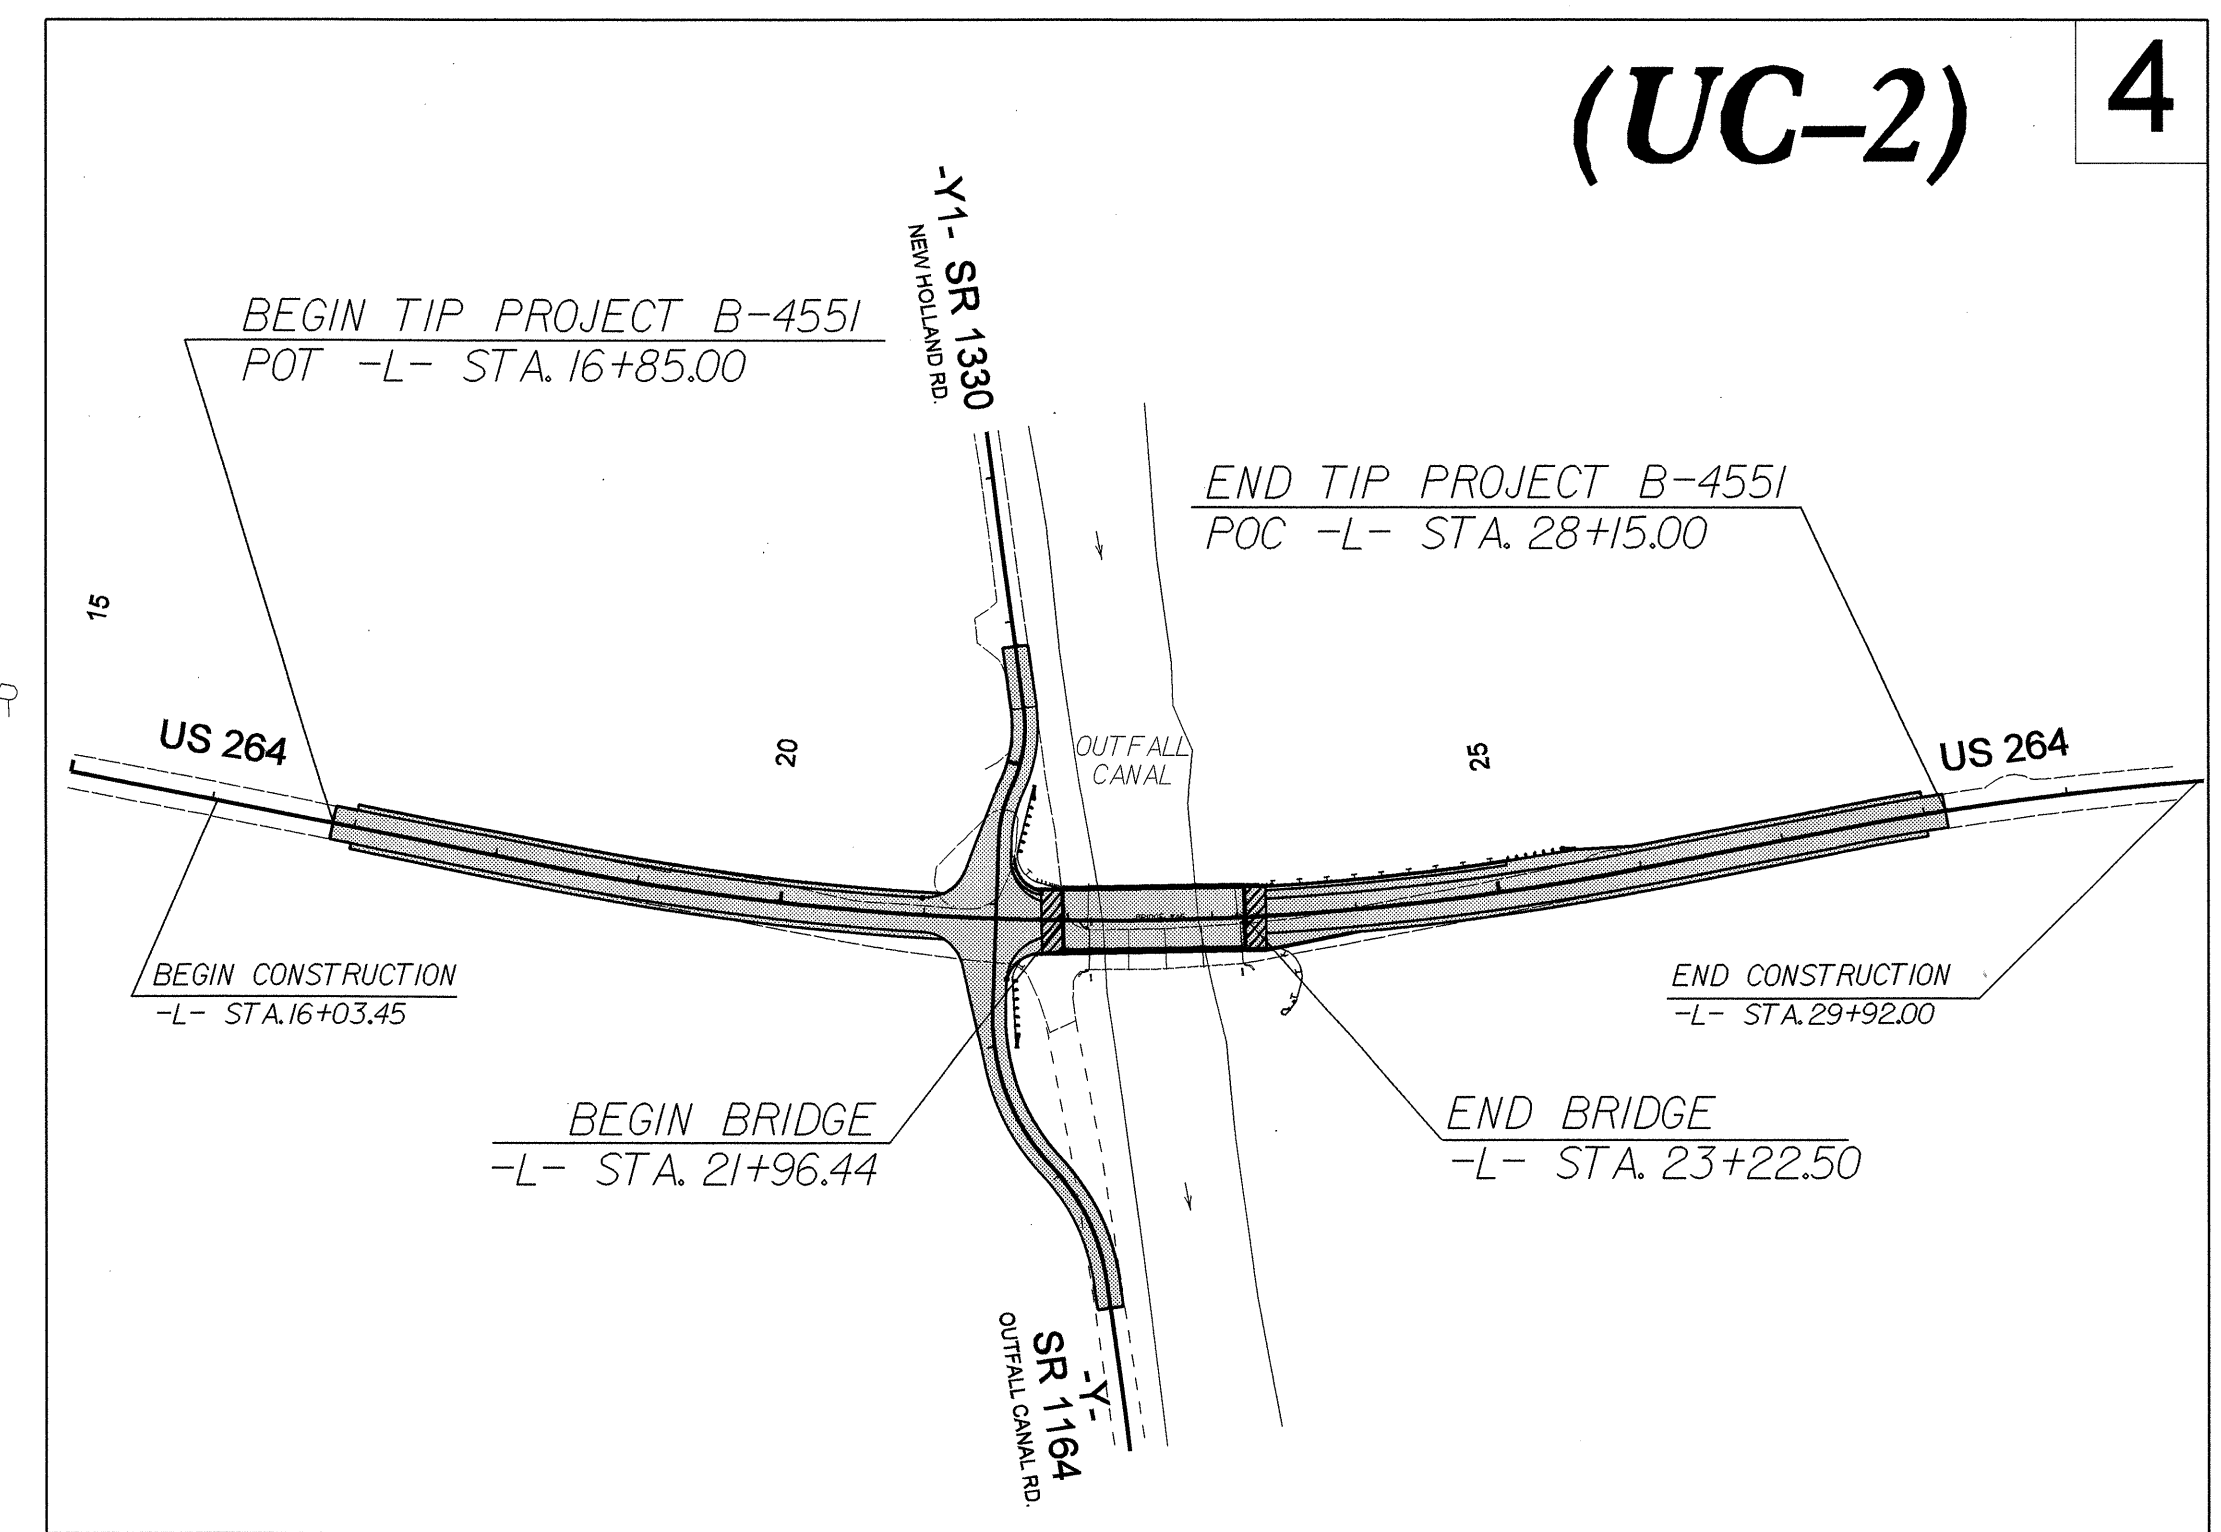 (UC-2)
4
-Y1- SR 1330
NEW HOLLAND RD.
BEGIN TIP PROJECT B-4551
POT -L- STA. 16+85.00
END TIP PROJECT B-4551
POC -L- STA. 28+15.00
15
US 264
20
OUTFALL
CANAL
25
US 264
BEGIN CONSTRUCTION
-L- STA.16+03.45
END CONSTRUCTION
-L- STA.29+92.00
BEGIN BRIDGE
-L- STA. 21+96.44
END BRIDGE
-L- STA. 23+22.50
-Y-
SR 1164
OUTFALL CANAL RD.